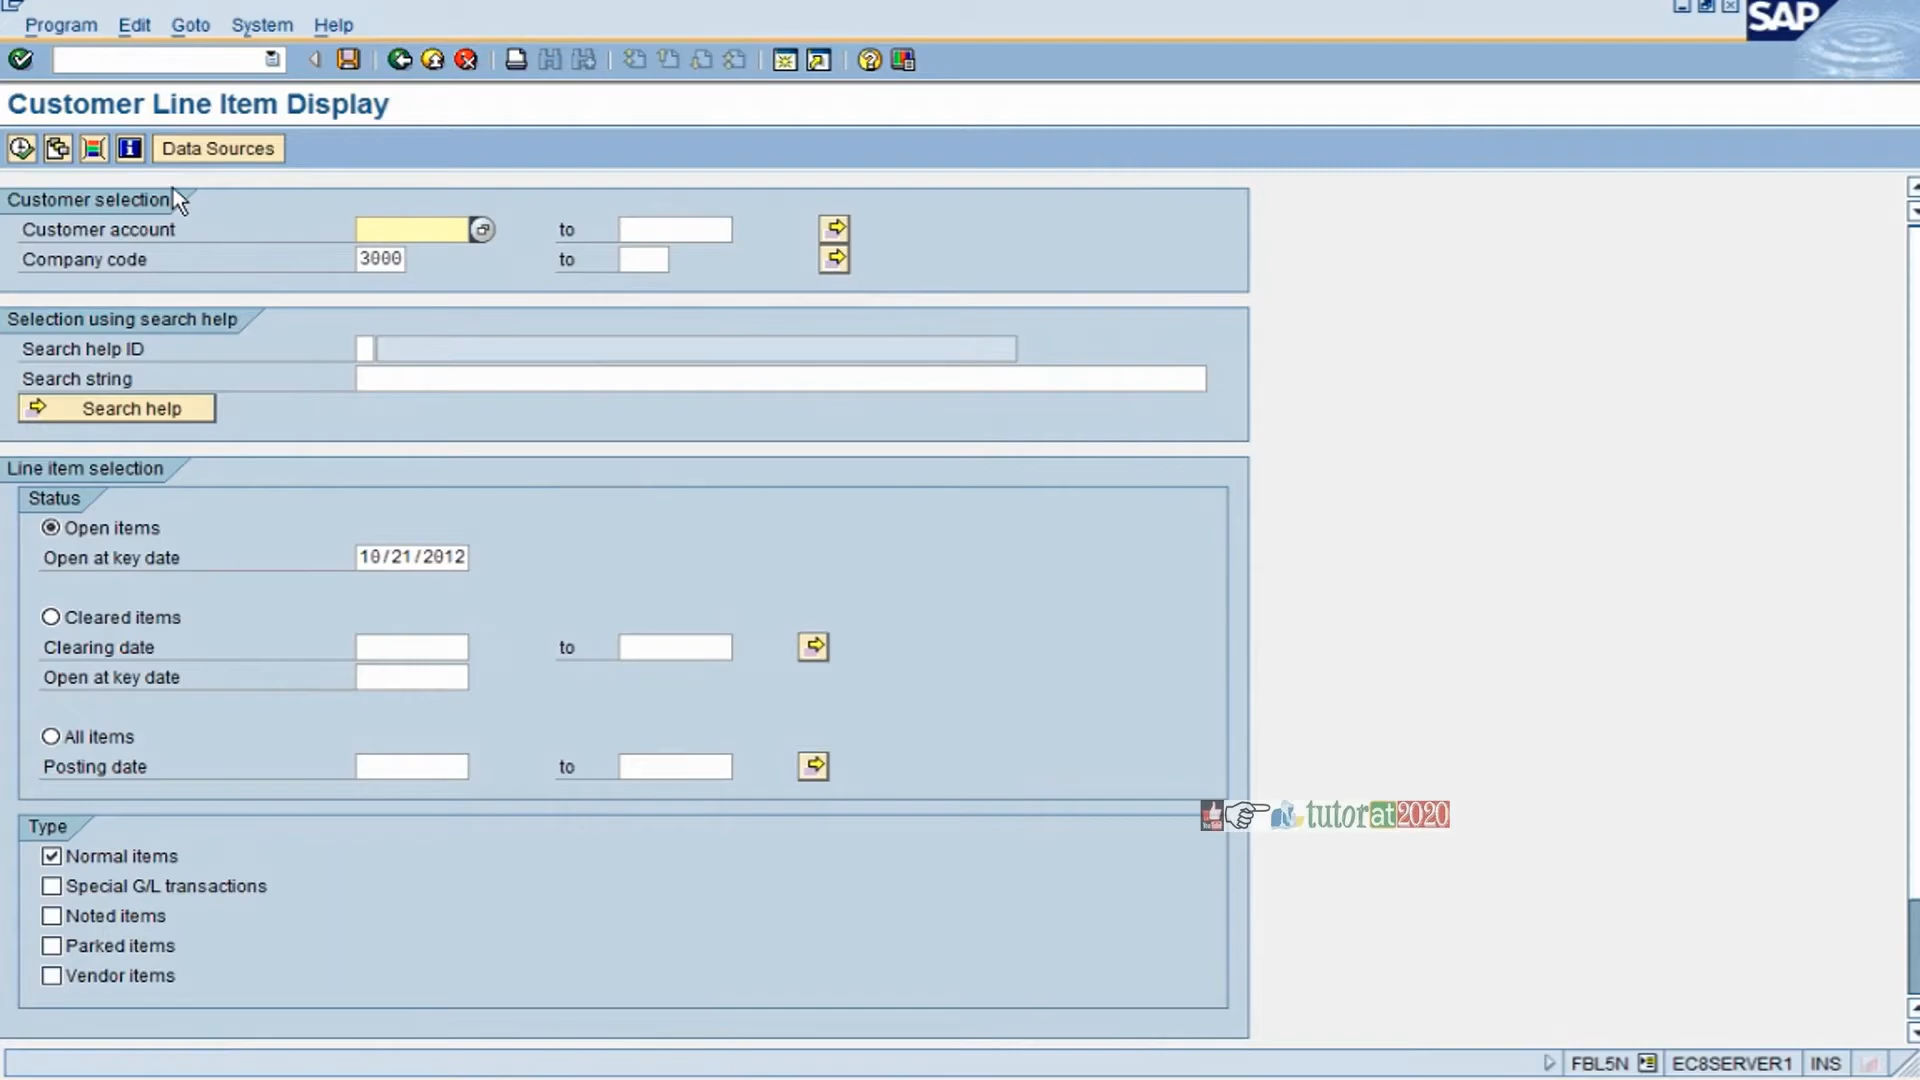 Program Edit Goto System Help
SAP
Customer Line Item Display
Data Sources
Customer selection
Customer account to
Company code 3000 to
Selection using search help
Search help ID
Search string
Search help
Line item selection
Status
Open items
Open at key date 10/21/2012
Cleared items
Clearing date to
Open at key date
All items
Posting date to
tutorat2020
Type
Normal items
Special G/L transactions
Noted items
Parked items
Vendor items
FBL5N EC8SERVER1 INS